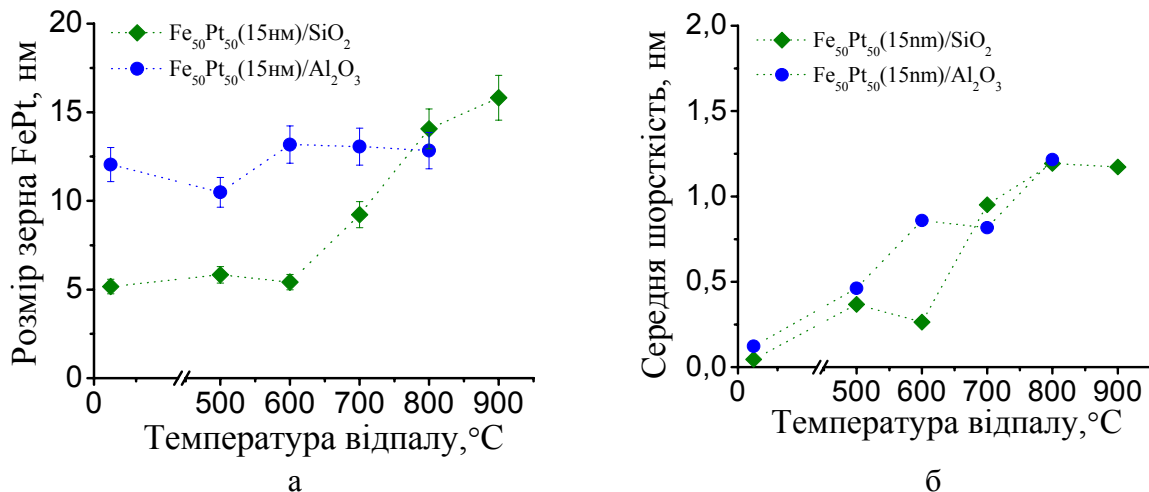 Fe50Pt50(15нм)/SiO2
Fe50Pt50(15нм)/Al2O3
Розмір зерна FePt, нм
20
15
10
5
0
0 500 600 700 800 900
Температура відпалу,°C
а
Fe50Pt50(15nm)/SiO2
Fe50Pt50(15nm)/Al2O3
Середня шорсткість, нм
2,0
1,5
1,0
0,5
0,0
0 500 600 700 800 900
Температура відпалу,°C
б